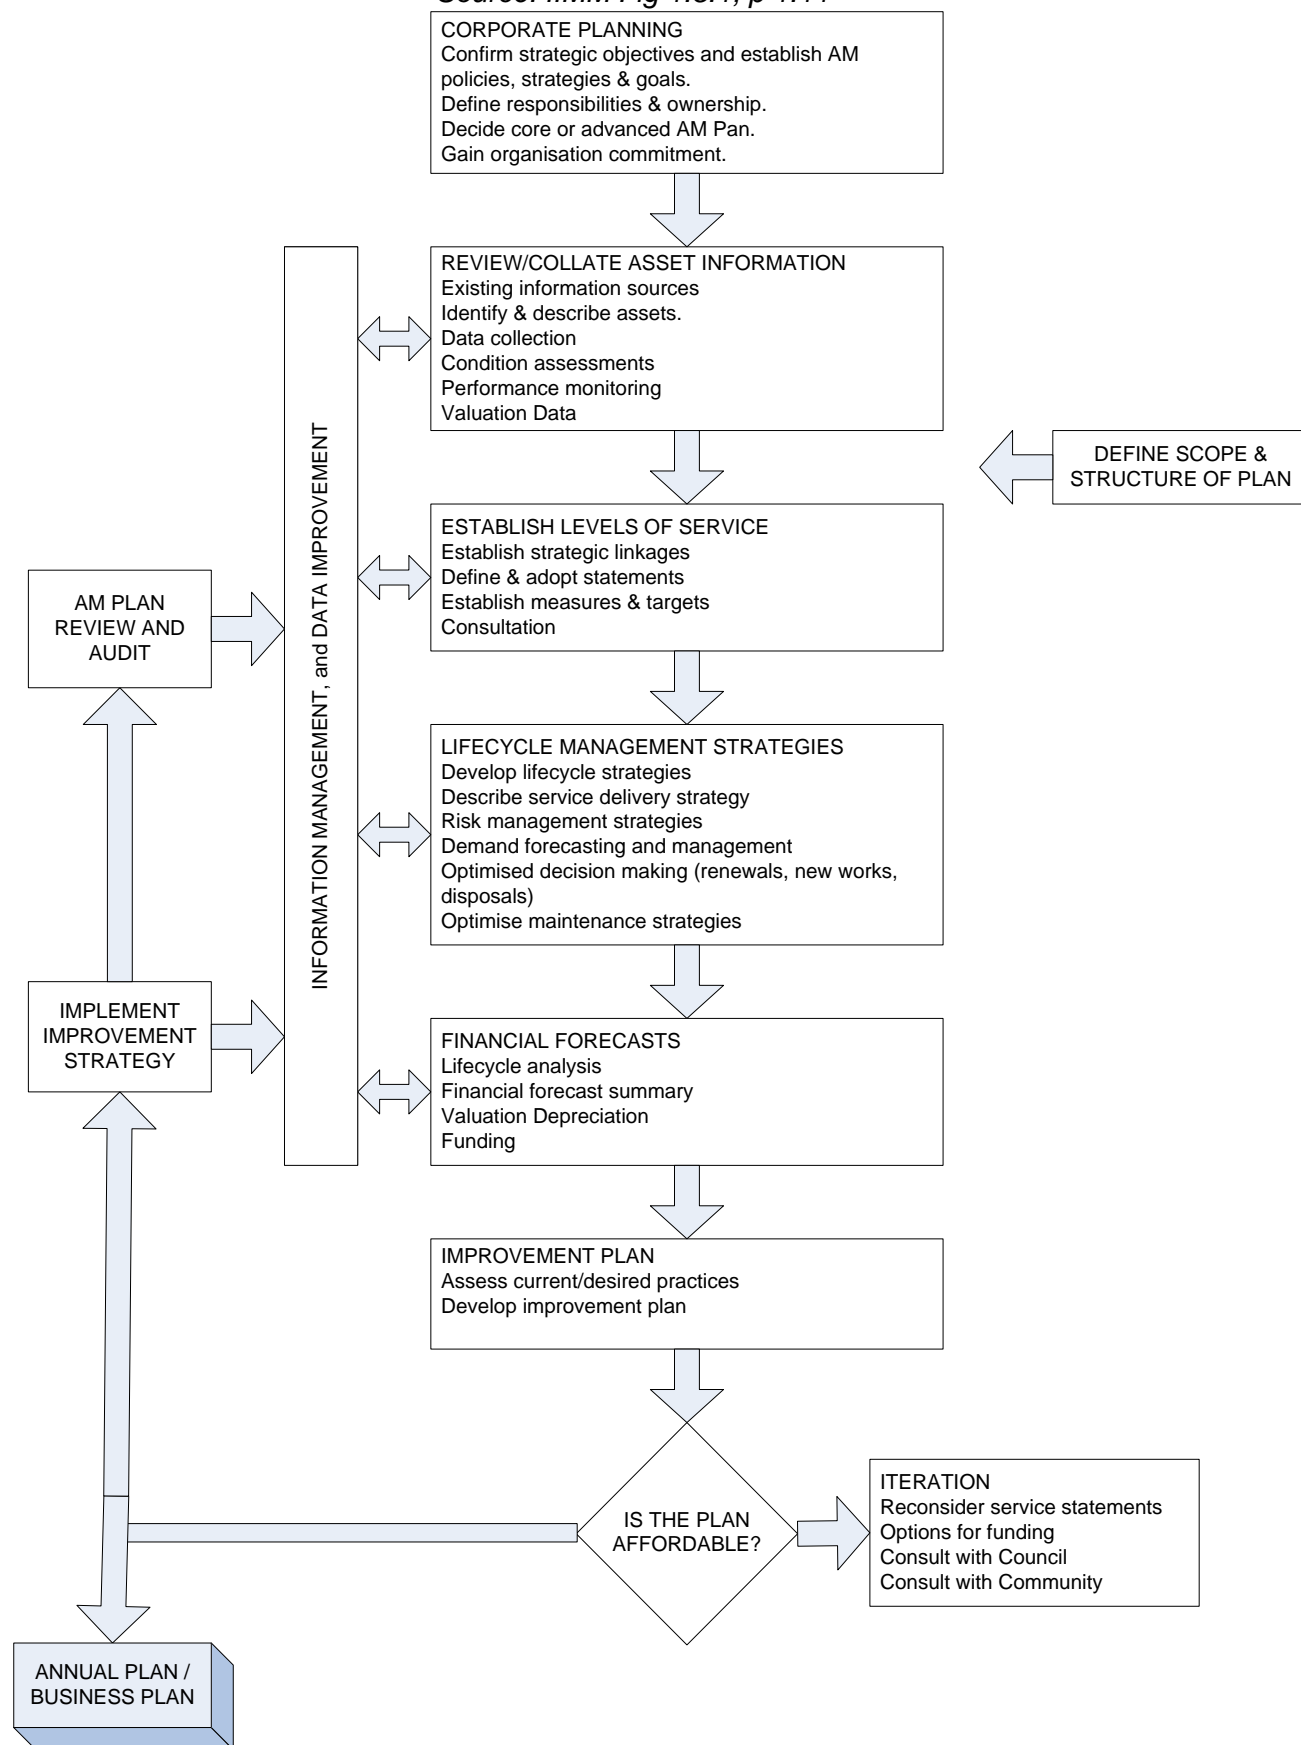 CORPORATE PLANNING
Confirm strategic objectives and establish AM
policies, strategies & goals.
Define responsibilities & ownership.
Decide core or advanced AM Pan.
Gain organisation commitment.
REVIEW/COLLATE ASSET INFORMATION
Existing information sources
Identify & describe assets.
Data collection
Condition assessments
Performance monitoring
Valuation Data
DEFINE SCOPE &
STRUCTURE OF PLAN
INFORMATION MANAGEMENT, and DATA IMPROVEMENT
ESTABLISH LEVELS OF SERVICE
Establish strategic linkages
Define & adopt statements
Establish measures & targets
Consultation
AM PLAN
REVIEW AND
AUDIT
LIFECYCLE MANAGEMENT STRATEGIES
Develop lifecycle strategies
Describe service delivery strategy
Risk management strategies
Demand forecasting and management
Optimised decision making (renewals, new works,
disposals)
Optimise maintenance strategies
IMPLEMENT
IMPROVEMENT
STRATEGY
FINANCIAL FORECASTS
Lifecycle analysis
Financial forecast summary
Valuation Depreciation
Funding
IMPROVEMENT PLAN
Assess current/desired practices
Develop improvement plan
IS THE PLAN
AFFORDABLE?
ITERATION
Reconsider service statements
Options for funding
Consult with Council
Consult with Community
ANNUAL PLAN /
BUSINESS PLAN